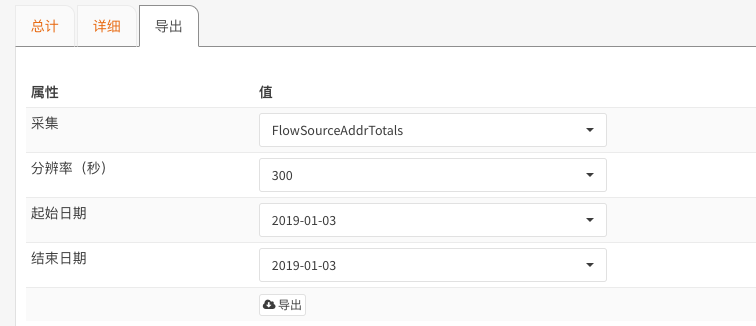 总计 详细 导出
属性 值
采集 FlowSourceAddrTotals
分辨率（秒） 300
起始日期 2019-01-03
结束日期 2019-01-03
导出